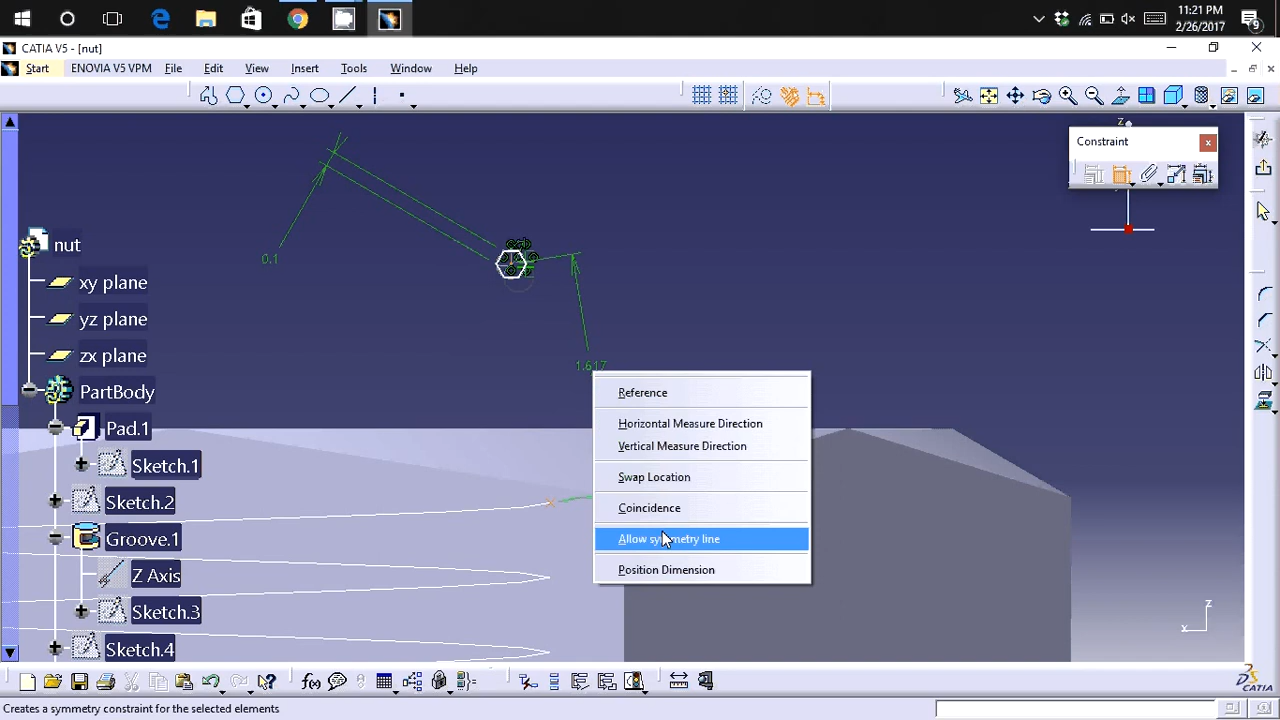 11:21 PM
2/26/2017
9
CATIA V5 - [nut]
Start ENOVIA V5 VPM File Edit View Insert Tools Window Help
z
Constraint
x
nut
xy plane
yz plane
zx plane
PartBody
Pad.1
Sketch.1
Sketch.2
Groove.1
Z Axis
Sketch.3
Sketch.4
0.1
1.617
Reference
Horizontal Measure Direction
Vertical Measure Direction
Swap Location
Coincidence
Allow symmetry line
Position Dimension
z
x
f(x)
CATIA
Creates a symmetry constraint for the selected elements